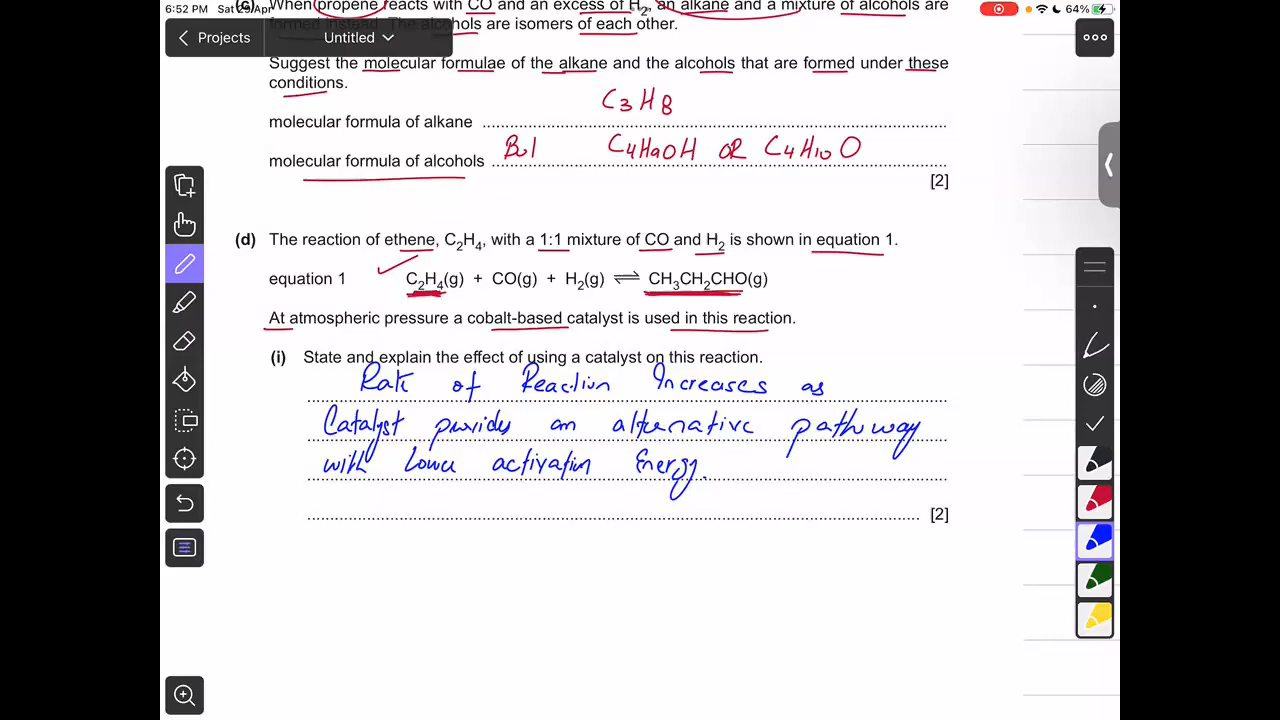 6:52 PM Sat 29 Apr
64%
Projects
Untitled
(c) When propene reacts with CO and an excess of H2, an alkane and a mixture of alcohols are
formed instead. The alcohols are isomers of each other.
Suggest the molecular formulae of the alkane and the alcohols that are formed under these
conditions.
C3H8
molecular formula of alkane
molecular formula of alcohols C4H9OH OR C4H10O
[2]
(d) The reaction of ethene, C2H4, with a 1:1 mixture of CO and H2 is shown in equation 1.
equation 1 C2H4(g) + CO(g) + H2(g) ⇌ CH3CH2CHO(g)
At atmospheric pressure a cobalt-based catalyst is used in this reaction.
(i) State and explain the effect of using a catalyst on this reaction.
Rate of Reaction Increases as
Catalyst provides an alternative pathway
with Lower activation Energy.
[2]